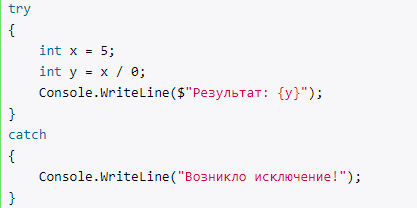 try
{
    int x = 5;
    int y = x / 0;
    Console.WriteLine($"Результат: {y}");
}
catch
{
    Console.WriteLine("Возникло исключение!");
}